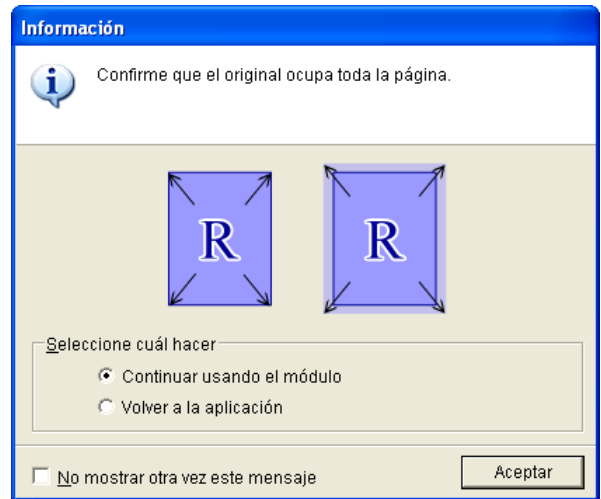 Información
Confirme que el original ocupa toda la página.
R R
Seleccione cuál hacer
Continuar usando el módulo
Volver a la aplicación
No mostrar otra vez este mensaje
Aceptar